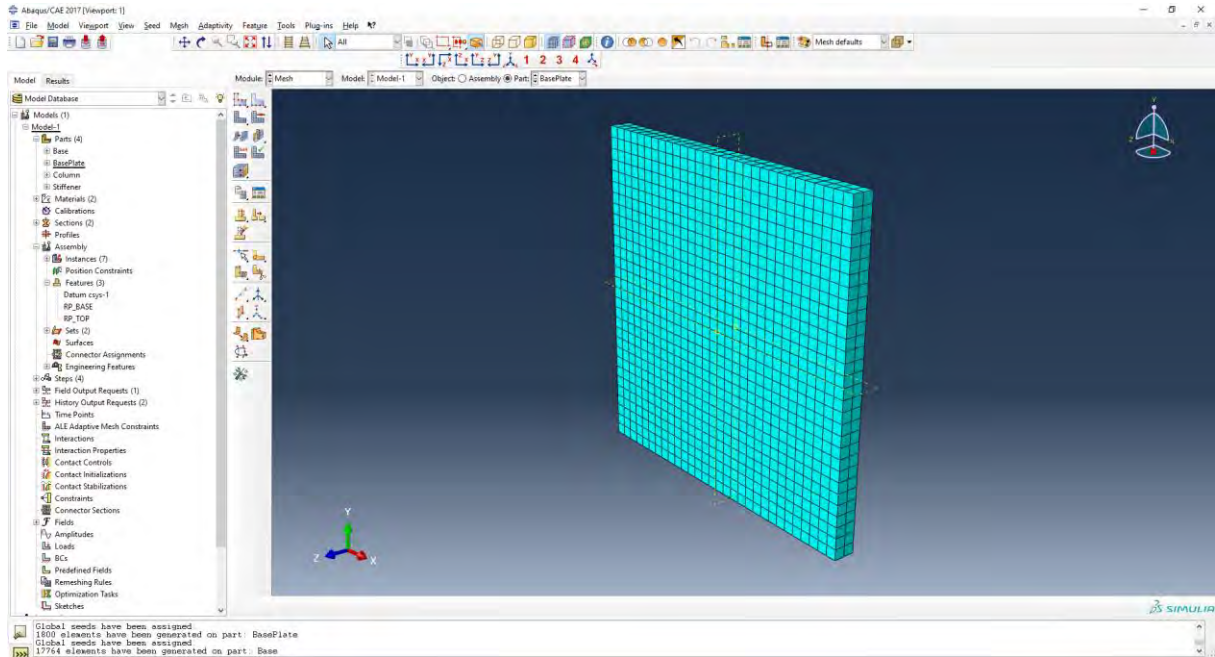 Abaqus/CAE 2017 [Viewport: 1]
File Model Viewport View Seed Mesh Adaptivity Feature Tools Plug-ins Help
All Mesh defaults
1 2 3 4
Model Results Module: Mesh Model: Model-1 Object: Assembly Part: BasePlate
Model Database
Models (1)
Model-1
Parts (4)
Base
BasePlate
Column
Stiffener
Materials (2)
Calibrations
Sections (2)
Profiles
Assembly
Instances (7)
Position Constraints
Features (3)
Datum csys-1
RP_BASE
RP_TOP
Sets (2)
Surfaces
Connector Assignments
Engineering Features
Steps (4)
Field Output Requests (1)
History Output Requests (2)
Time Points
ALE Adaptive Mesh Constraints
Interactions
Interaction Properties
Contact Controls
Contact Initializations
Contact Stabilizations
Constraints
Connector Sections
Fields
Amplitudes
Loads
BCs
Predefined Fields
Remeshing Rules
Optimization Tasks
Sketches
Y
Z
X
SIMULIA
Global seeds have been assigned
1800 elements have been generated on part: BasePlate
Global seeds have been assigned
17764 elements have been generated on part: Base